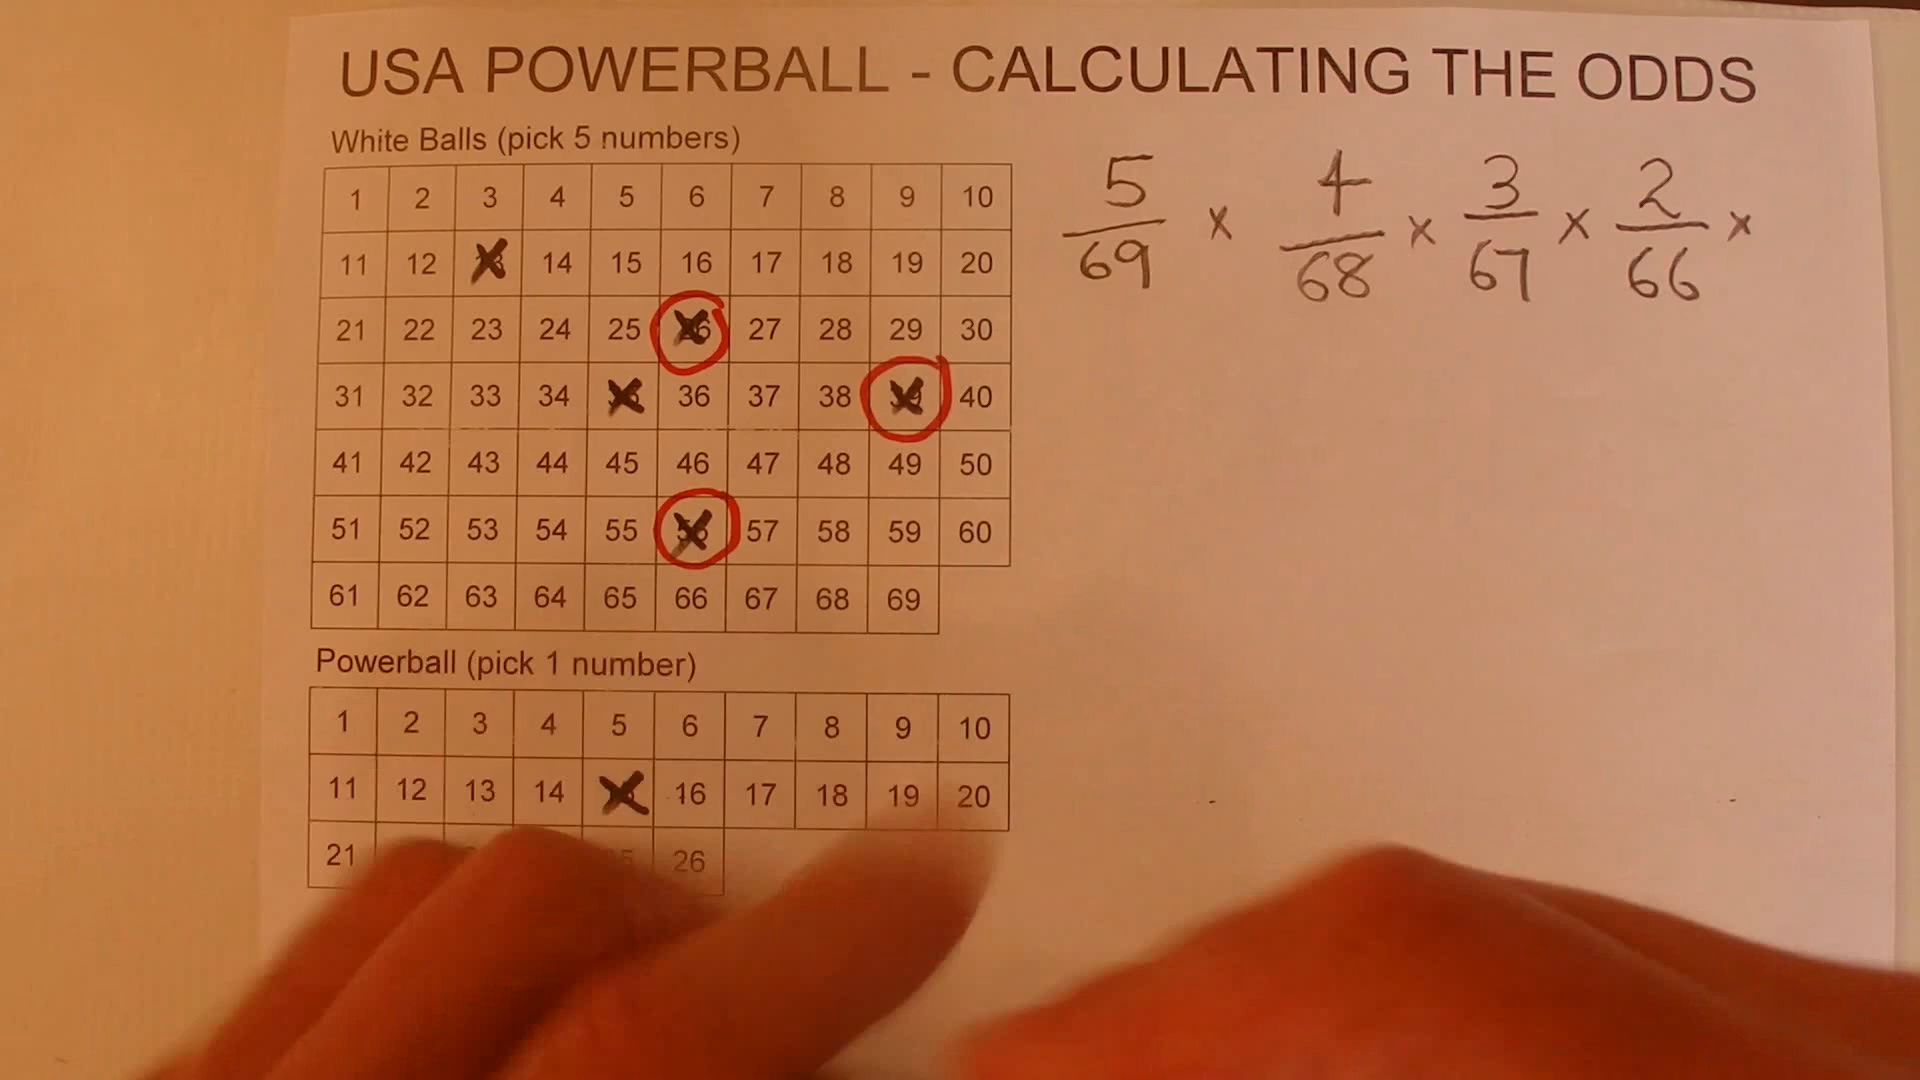 USA POWERBALL - CALCULATING THE ODDS
White Balls (pick 5 numbers)
1 2 3 4 5 6 7 8 9 10
11 12 14 15 16 17 18 19 20
21 22 23 24 25 27 28 29 30
31 32 33 34 36 37 38 40
41 42 43 44 45 46 47 48 49 50
51 52 53 54 55 57 58 59 60
61 62 63 64 65 66 67 68 69
Powerball (pick 1 number)
1 2 3 4 5 6 7 8 9 10
11 12 13 14 16 17 18 19 20
21 26
5/69 × 4/68 × 3/67 × 2/66 ×